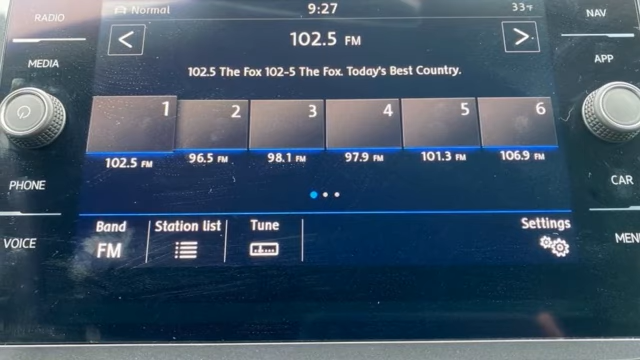 RADIO
Normal
9:27
33°F
NAV
102.5 FM
MEDIA
APP
102.5 The Fox 102-5 The Fox. Today's Best Country.
1 2 3 4 5 6
102.5 FM 96.5 FM 98.1 FM 97.9 FM 101.3 FM 106.9 FM
PHONE
CAR
Band Station list Tune Settings
FM
VOICE
MENU